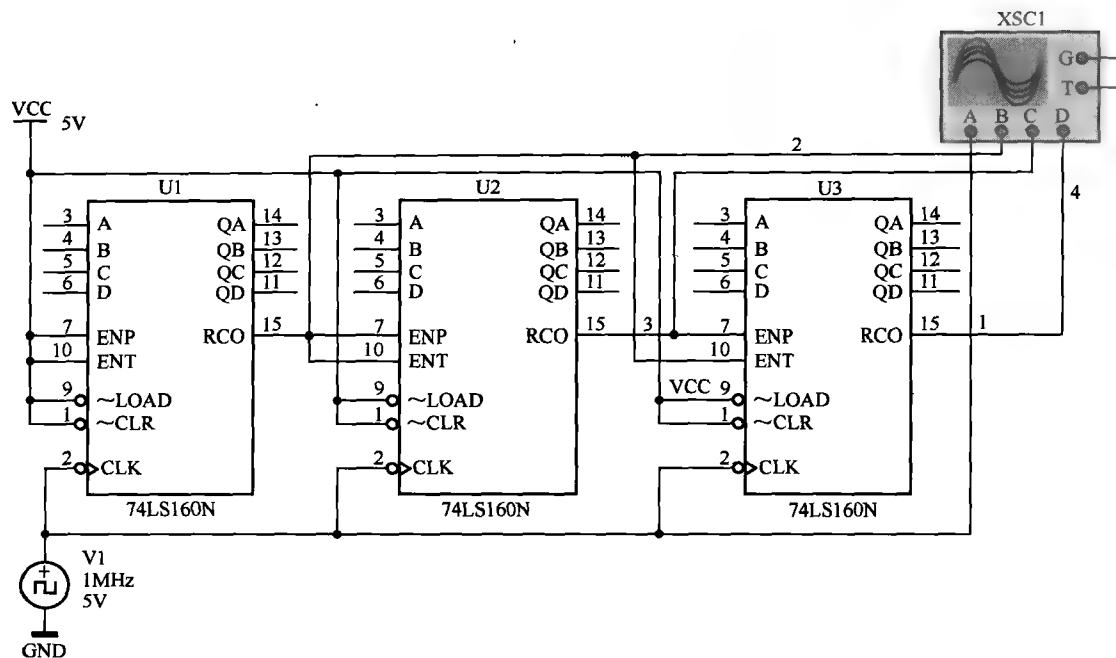 XSC1
G
T
A B C D
VCC
5V
2
4
U1
3 A QA 14
4 B QB 13
5 C QC 12
6 D QD 11
7 ENP RCO 15
10 ENT
9 ~LOAD
1 ~CLR
2 CLK
74LS160N
U2
3 A QA 14
4 B QB 13
5 C QC 12
6 D QD 11
7 ENP RCO 15 3
10 ENT
9 ~LOAD
1 ~CLR
2 CLK
74LS160N
U3
3 A QA 14
4 B QB 13
5 C QC 12
6 D QD 11
7 ENP RCO 15 1
10 ENT
VCC 9 ~LOAD
1 ~CLR
2 CLK
74LS160N
V1
1MHz
5V
GND